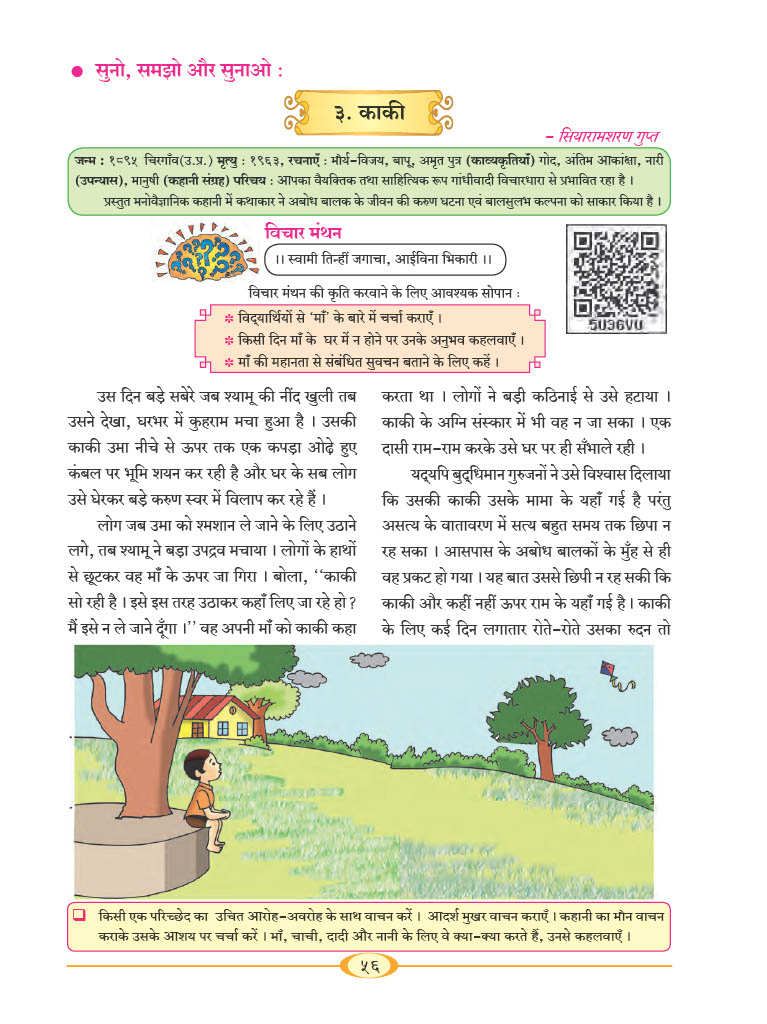 ● सुनो, समझो और सुनाओ :
३. काकी
– सियारामशरण गुप्त
जन्म : १८९५ चिरगाँव(उ.प्र.) मृत्यु : १९६३, रचनाएँ : मौर्य-विजय, बापू, अमृत पुत्र (काव्यकृतियाँ) गोद, अंतिम आकांक्षा, नारी
(उपन्यास), मानुषी (कहानी संग्रह) परिचय : आपका वैयक्तिक तथा साहित्यिक रूप गांधीवादी विचारधारा से प्रभावित रहा है ।
प्रस्तुत मनोवैज्ञानिक कहानी में कथाकार ने अबोध बालक के जीवन की करुण घटना एवं बालसुलभ कल्पना को साकार किया है ।
विचार मंथन
।। स्वामी तिन्हीं जगाचा, आईविना भिकारी ।।
5U36VU
विचार मंथन की कृति करवाने के लिए आवश्यक सोपान :
✽ विद्यार्थियों से ‘माँ’ के बारे में चर्चा कराएँ ।
✽ किसी दिन माँ के घर में न होने पर उनके अनुभव कहलवाएँ ।
✽ माँ की महानता से संबंधित सुवचन बताने के लिए कहें ।
उस दिन बड़े सबेरे जब श्यामू की नींद खुली तब
उसने देखा, घरभर में कुहराम मचा हुआ है । उसकी
काकी उमा नीचे से ऊपर तक एक कपड़ा ओढ़े हुए
कंबल पर भूमि शयन कर रही है और घर के सब लोग
उसे घेरकर बड़े करुण स्वर में विलाप कर रहे हैं ।
लोग जब उमा को श्मशान ले जाने के लिए उठाने
लगे, तब श्यामू ने बड़ा उपद्रव मचाया । लोगों के हाथों
से छूटकर वह माँ के ऊपर जा गिरा । बोला, ‘‘काकी
सो रही है । इसे इस तरह उठाकर कहाँ लिए जा रहे हो ?
मैं इसे न ले जाने दूँगा ।’’ वह अपनी माँ को काकी कहा
करता था । लोगों ने बड़ी कठिनाई से उसे हटाया ।
काकी के अग्नि संस्कार में भी वह न जा सका । एक
दासी राम-राम करके उसे घर पर ही सँभाले रही ।
यद्यपि बुद्धिमान गुरुजनों ने उसे विश्वास दिलाया
कि उसकी काकी उसके मामा के यहाँ गई है परंतु
असत्य के वातावरण में सत्य बहुत समय तक छिपा न
रह सका । आसपास के अबोध बालकों के मुँह से ही
वह प्रकट हो गया । यह बात उससे छिपी न रह सकी कि
काकी और कहीं नहीं ऊपर राम के यहाँ गई है । काकी
के लिए कई दिन लगातार रोते-रोते उसका रुदन तो
❑ किसी एक परिच्छेद का उचित आरोह-अवरोह के साथ वाचन करें । आदर्श मुखर वाचन कराएँ । कहानी का मौन वाचन
कराके उसके आशय पर चर्चा करें । माँ, चाची, दादी और नानी के लिए वे क्या-क्या करते हैं, उनसे कहलवाएँ ।
५६